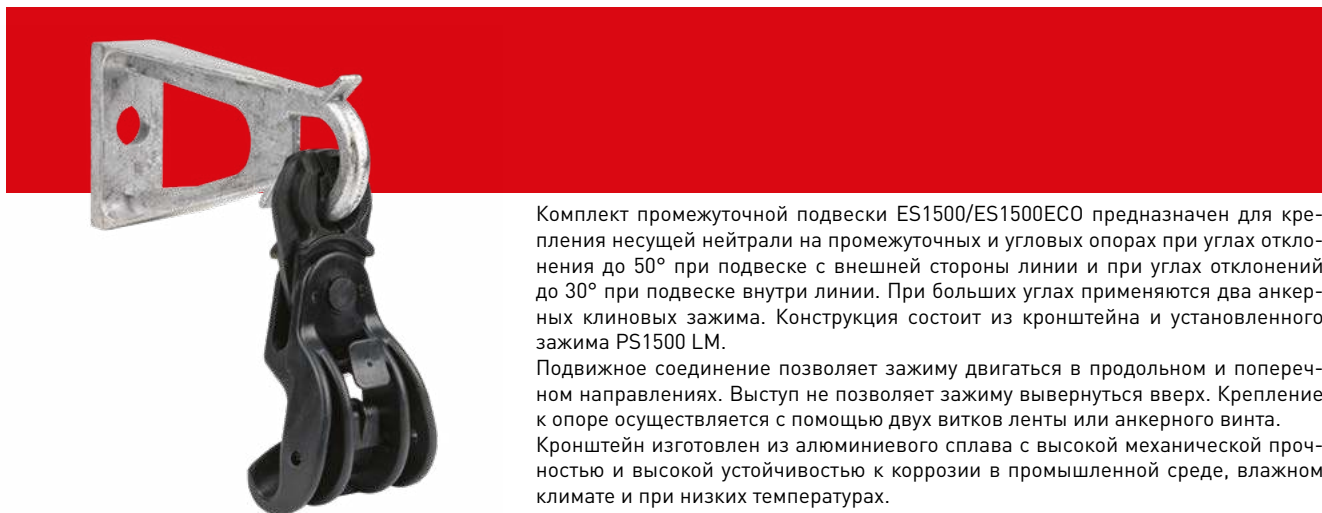 Комплект промежуточной подвески ES1500/ES1500ECO предназначен для кре-
пления несущей нейтрали на промежуточных и угловых опорах при углах откло-
нения до 50° при подвеске с внешней стороны линии и при углах отклонений
до 30° при подвеске внутри линии. При больших углах применяются два анкер-
ных клиновых зажима. Конструкция состоит из кронштейна и установленного
зажима PS1500 LM.
Подвижное соединение позволяет зажиму двигаться в продольном и попереч-
ном направлениях. Выступ не позволяет зажиму вывернуться вверх. Крепление
к опоре осуществляется с помощью двух витков ленты или анкерного винта.
Кронштейн изготовлен из алюминиевого сплава с высокой механической проч-
ностью и высокой устойчивостью к коррозии в промышленной среде, влажном
климате и при низких температурах.